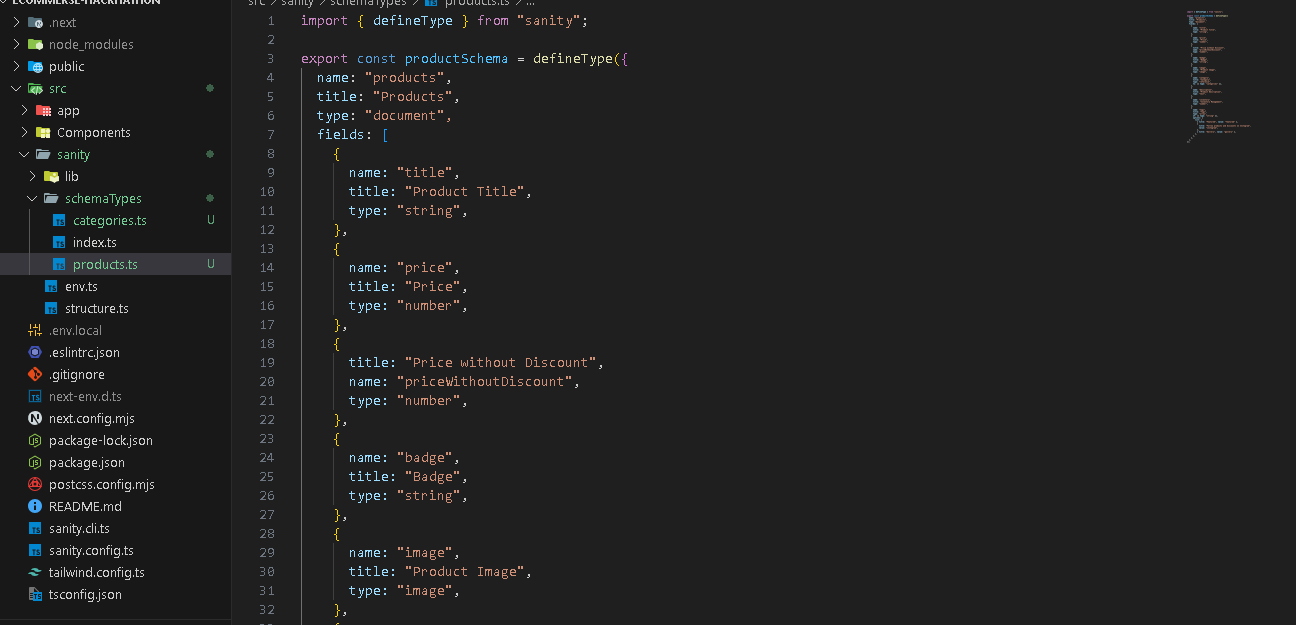 ECOMMERSE-HACKHATHON
.next
node_modules
public
src
app
Components
sanity
lib
schemaTypes
categories.ts U
index.ts
products.ts U
env.ts
structure.ts
.env.local
.eslintrc.json
.gitignore
next-env.d.ts
next.config.mjs
package-lock.json
package.json
postcss.config.mjs
README.md
sanity.cli.ts
sanity.config.ts
tailwind.config.ts
tsconfig.json
src > sanity > schemaTypes > TS products.ts > ...
1 import { defineType } from "sanity";
2
3 export const productSchema = defineType({
4 name: "products",
5 title: "Products",
6 type: "document",
7 fields: [
8 {
9 name: "title",
10 title: "Product Title",
11 type: "string",
12 },
13 {
14 name: "price",
15 title: "Price",
16 type: "number",
17 },
18 {
19 title: "Price without Discount",
20 name: "priceWithoutDiscount",
21 type: "number",
22 },
23 {
24 name: "badge",
25 title: "Badge",
26 type: "string",
27 },
28 {
29 name: "image",
30 title: "Product Image",
31 type: "image",
32 },